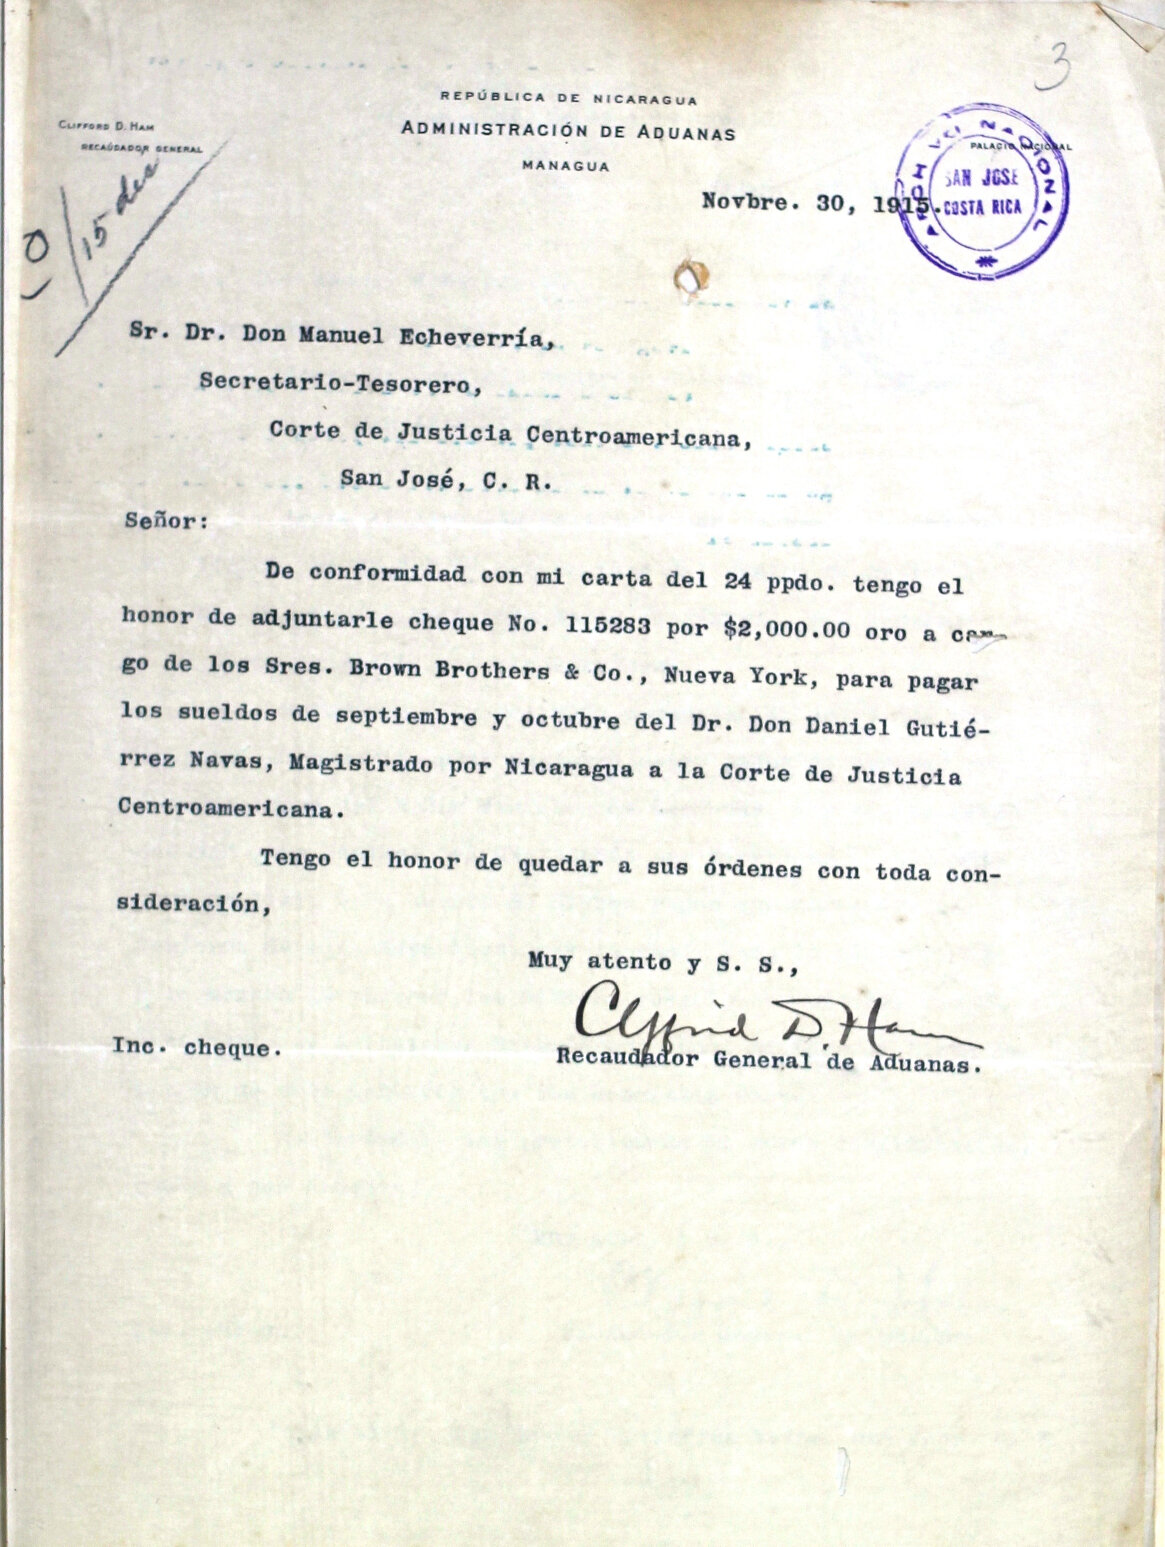 3
REPÚBLICA DE NICARAGUA
ADMINISTRACIÓN DE ADUANAS
MANAGUA
CLIFFORD D. HAM
RECAUDADOR GENERAL
PALACIO NACIONAL
ARCHIVO NACIONAL
SAN JOSE
COSTA RICA
15 dic
Novbre. 30, 1915.
Sr. Dr. Don Manuel Echeverría,
Secretario-Tesorero,
Corte de Justicia Centroamericana,
San José, C. R.
Señor:
De conformidad con mi carta del 24 ppdo. tengo el
honor de adjuntarle cheque No. 115283 por $2,000.00 oro a car-
go de los Sres. Brown Brothers & Co., Nueva York, para pagar
los sueldos de septiembre y octubre del Dr. Don Daniel Gutié-
rrez Navas, Magistrado por Nicaragua a la Corte de Justicia
Centroamericana.
Tengo el honor de quedar a sus órdenes con toda con-
sideración,
Muy atento y S. S.,
Clifford D. Ham
Inc. cheque.
Recaudador General de Aduanas.